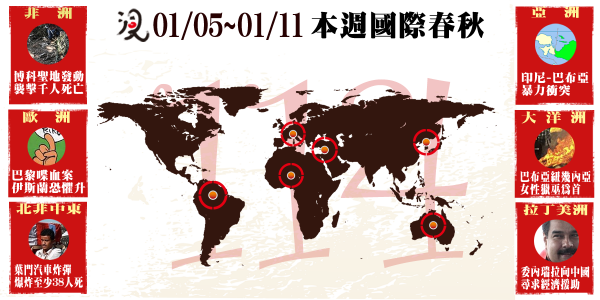 浸 01/05~01/11 本週國際春秋
114
非 洲
博科聖地發動
襲擊千人死亡
歐 洲
巴黎喋血案
伊斯蘭恐懼升
北非中東
葉門汽車炸彈
爆炸至少38人死
亞 洲
印尼-巴布亞
暴力衝突
大 洋 洲
巴布亞紐幾內亞
女性獵巫為首
拉丁美洲
委內瑞拉向中國
尋求經濟援助